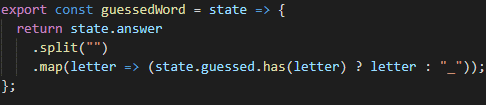 export const guessedWord = state => {
  return state.answer
    .split("")
    .map(letter => (state.guessed.has(letter) ? letter : "_"));
};